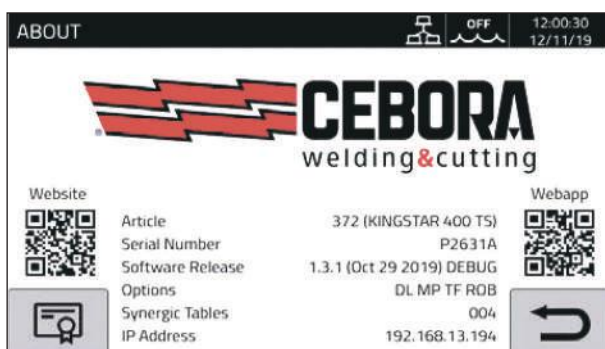 ABOUT
OFF
12:00:30
12/11/19
CEBORA
welding&cutting
Website
Webapp
Article 372 (KINGSTAR 400 TS)
Serial Number P2631A
Software Release 1.3.1 (Oct 29 2019) DEBUG
Options DL MP TF ROB
Synergic Tables 004
IP Address 192.168.13.194